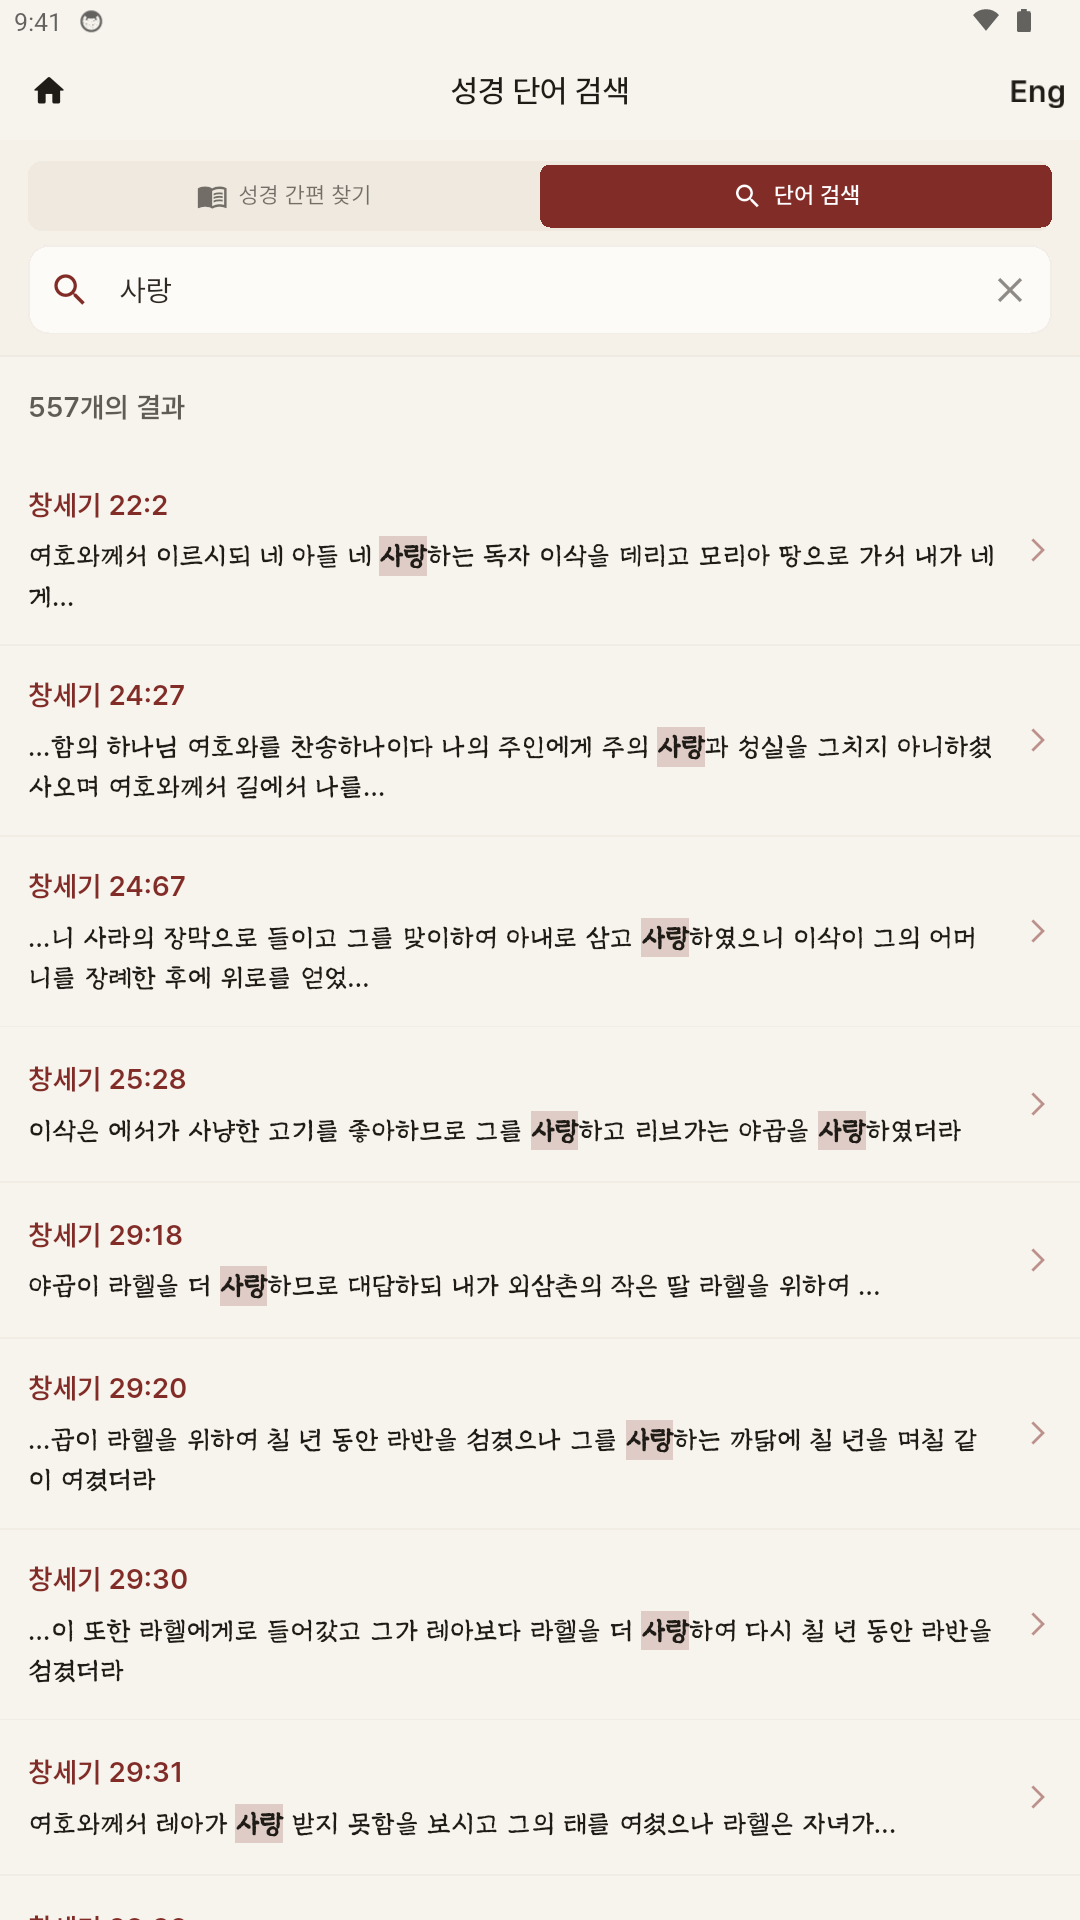 9:41
성경 단어 검색
Eng
성경 간편 찾기
단어 검색
사랑
557개의 결과
창세기 22:2
여호와께서 이르시되 네 아들 네 사랑하는 독자 이삭을 데리고 모리아 땅으로 가서 내가 네
게...
창세기 24:27
...함의 하나님 여호와를 찬송하나이다 나의 주인에게 주의 사랑과 성실을 그치지 아니하셨
사오며 여호와께서 길에서 나를...
창세기 24:67
...니 사라의 장막으로 들이고 그를 맞이하여 아내로 삼고 사랑하였으니 이삭이 그의 어머
니를 장례한 후에 위로를 얻었...
창세기 25:28
이삭은 에서가 사냥한 고기를 좋아하므로 그를 사랑하고 리브가는 야곱을 사랑하였더라
창세기 29:18
야곱이 라헬을 더 사랑하므로 대답하되 내가 외삼촌의 작은 딸 라헬을 위하여 ...
창세기 29:20
...곱이 라헬을 위하여 칠 년 동안 라반을 섬겼으나 그를 사랑하는 까닭에 칠 년을 며칠 같
이 여겼더라
창세기 29:30
...이 또한 라헬에게로 들어갔고 그가 레아보다 라헬을 더 사랑하여 다시 칠 년 동안 라반을
섬겼더라
창세기 29:31
여호와께서 레아가 사랑 받지 못함을 보시고 그의 태를 여셨으나 라헬은 자녀가...